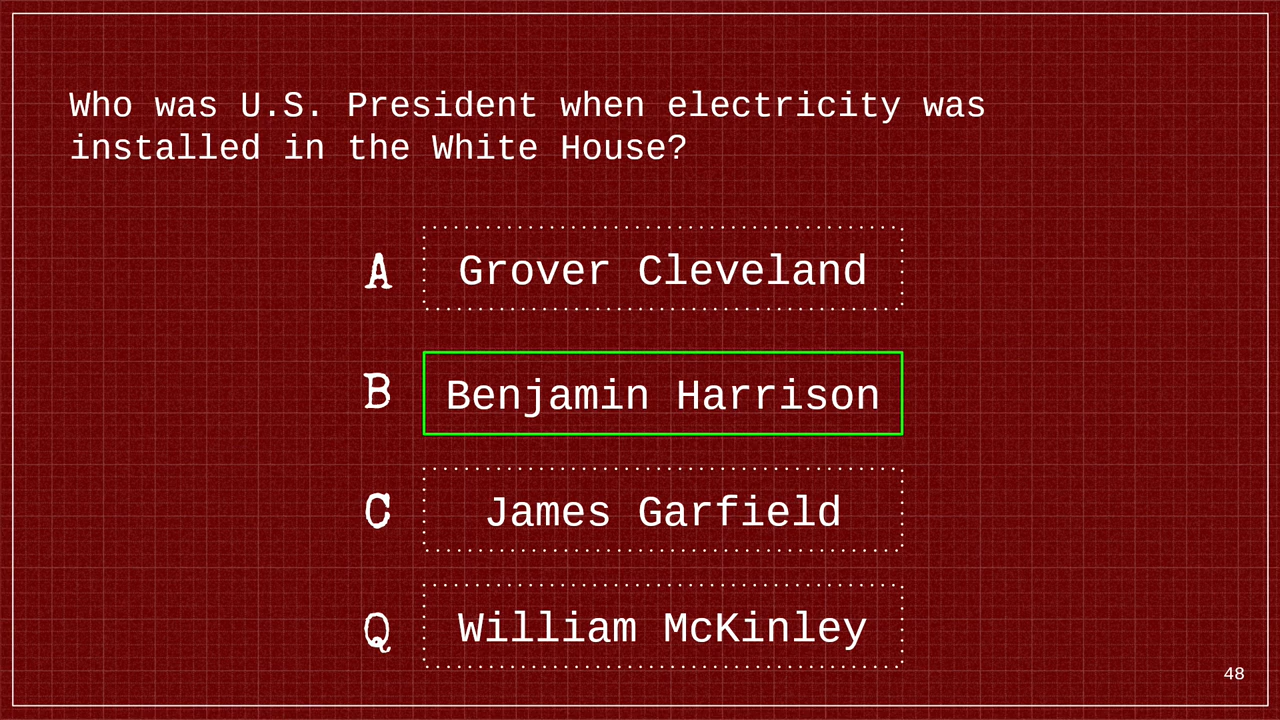 Who was U.S. President when electricity was
installed in the White House?
A Grover Cleveland
B Benjamin Harrison
C James Garfield
Q William McKinley
48